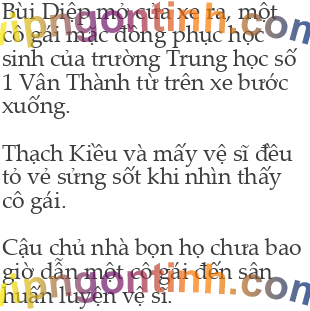 Bùi Diệp mở cửa xe ra, một
cô gái mặc đồng phục học
sinh của trường Trung học số
1 Vân Thành từ trên xe bước
xuống.
Thạch Kiều và mấy vệ sĩ đều
tỏ vẻ sửng sốt khi nhìn thấy
cô gái.
Cậu chủ nhà bọn họ chưa bao
giờ dẫn một cô gái đến sân
huấn luyện vệ sĩ.
vipngontinh.com
vipngontinh.com